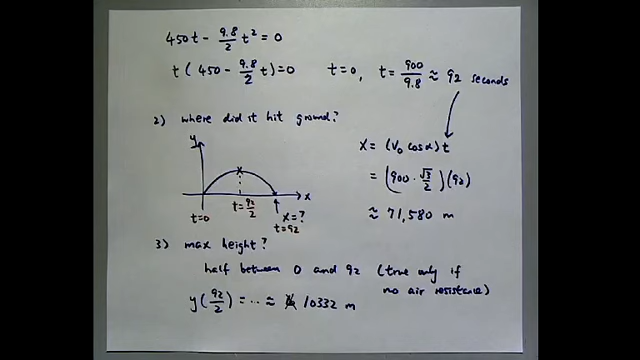 450t - 9.8/2 t² = 0
t(450 - 9.8/2 t) = 0   t=0, t = 900/9.8 ≈ 92 seconds
2) where did it hit ground?
y
x
t=0
t=92/2
x=?
t=92
x = (V₀ cosα)t
= (900 · √3/2)(92)
≈ 71,580 m
3) max height?
half between 0 and 92 (true only if
no air resistance)
y(92/2) = ... ≈ 10332 m